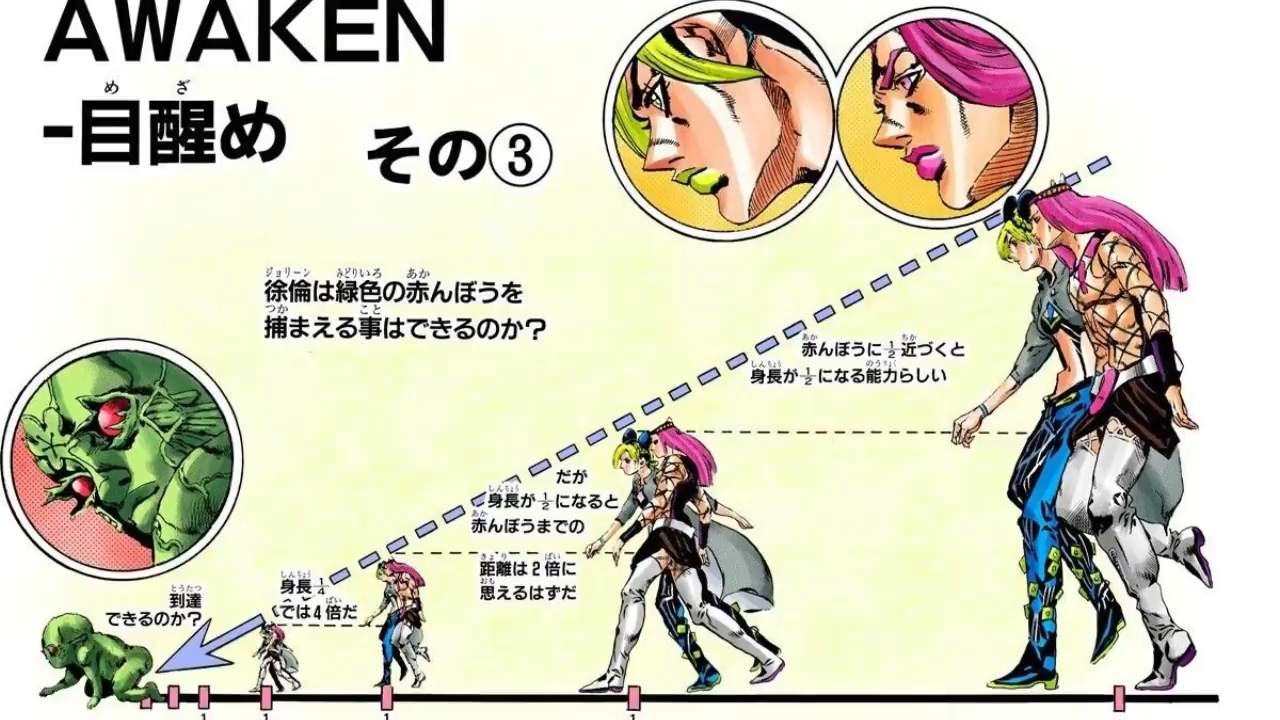 AWAKEN
-目醒め その③
徐倫は緑色の赤んぼうを
捕まえる事はできるのか?
赤んぼうに1/2近づくと
身長が1/2になる能力らしい
だが
身長が1/2になると
赤んぼうまでの
距離は2倍に
思えるはずだ
身長1/4
では4倍だ
到達
できるのか?
1 1 1 1